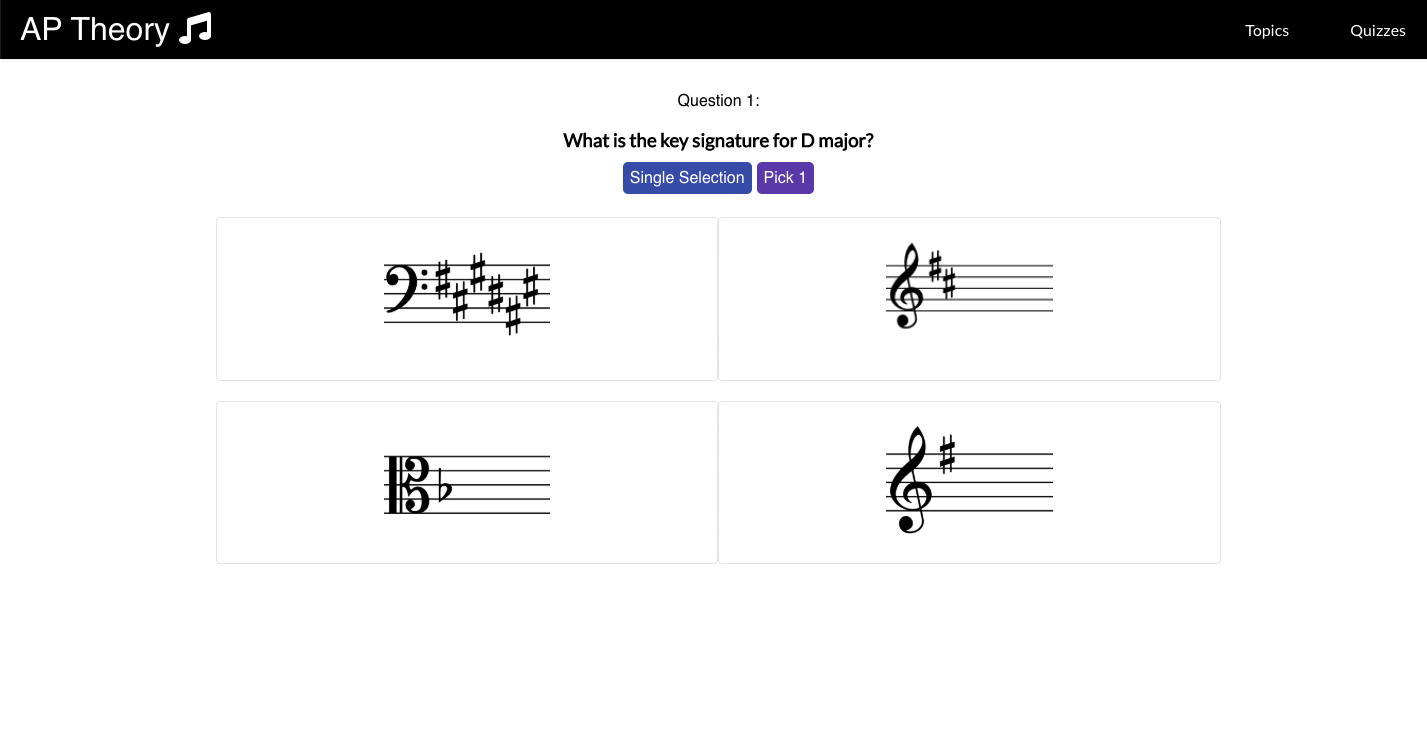 AP Theory
Topics
Quizzes
Question 1:
What is the key signature for D major?
Single Selection
Pick 1